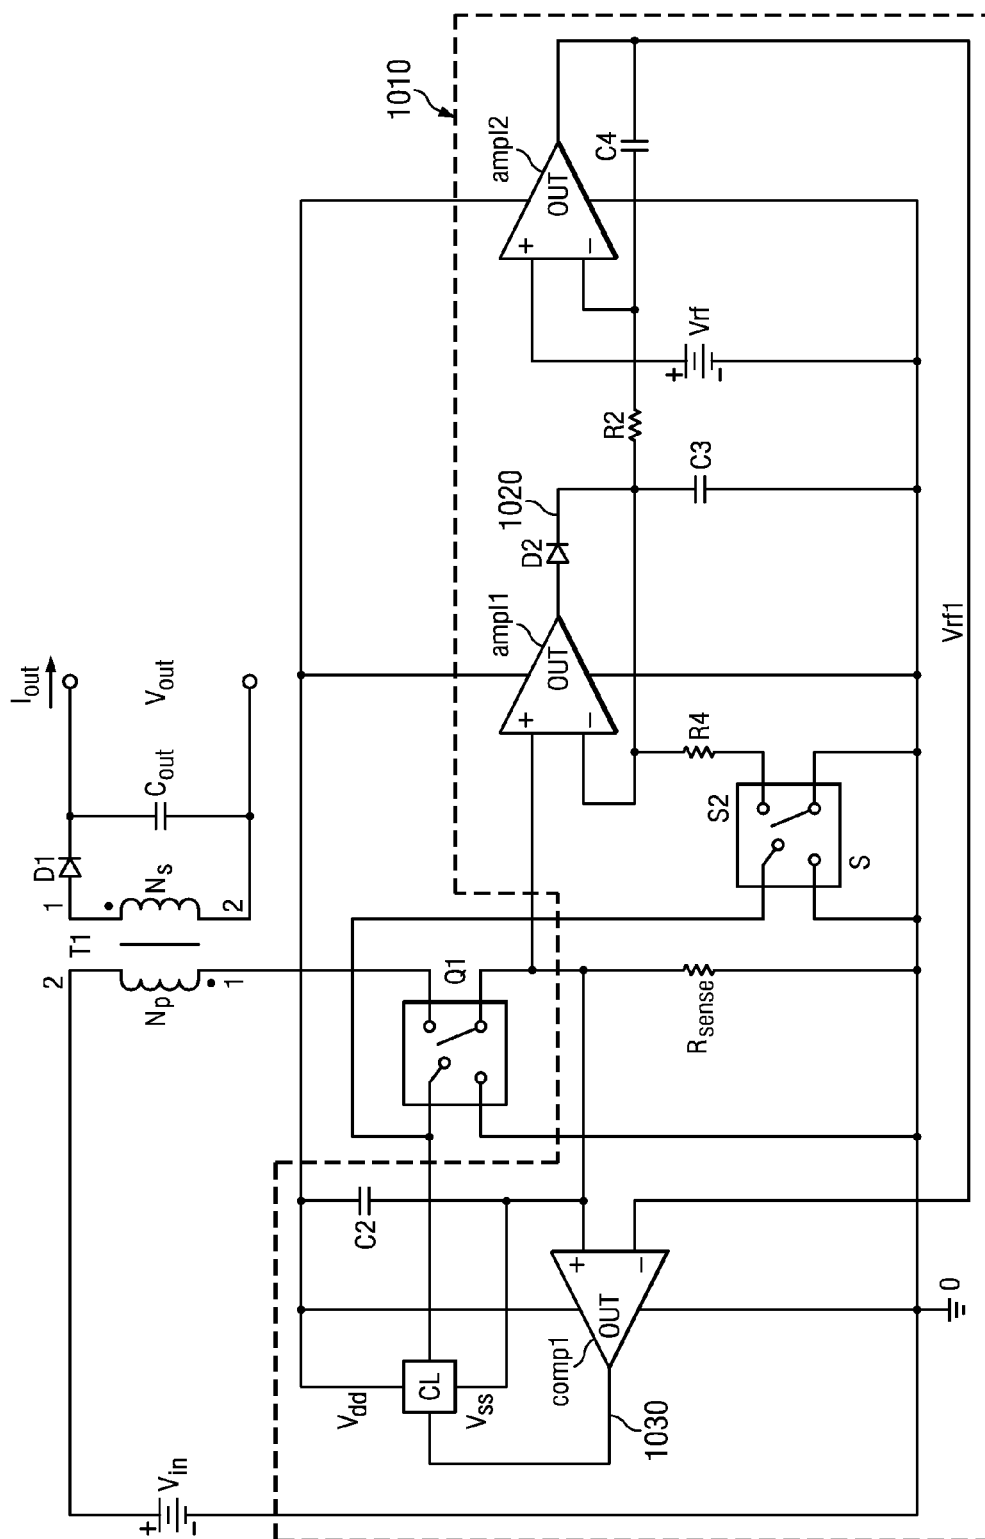 1010
ampl2
OUT
+
−
C4
Vrf
+
−
R2
C3
1020
D2
ampl1
OUT
+
−
Vrf1
Iout
Vout
Cout
D1
Ns
1
2
T1
2
Np
1
R4
S2
S
Q1
Rsense
C2
+
−
OUT
comp1
0
Vdd
CL
Vss
1030
Vin
+
−